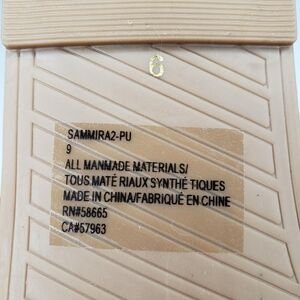 6
SAMMIRA2-PU
9
ALL MANMADE MATERIALS/
TOUS MATÉ RIAUX SYNTHÉ TIQUES
MADE IN CHINA/FABRIQUÉ EN CHINE
RN#58665
CA#57963